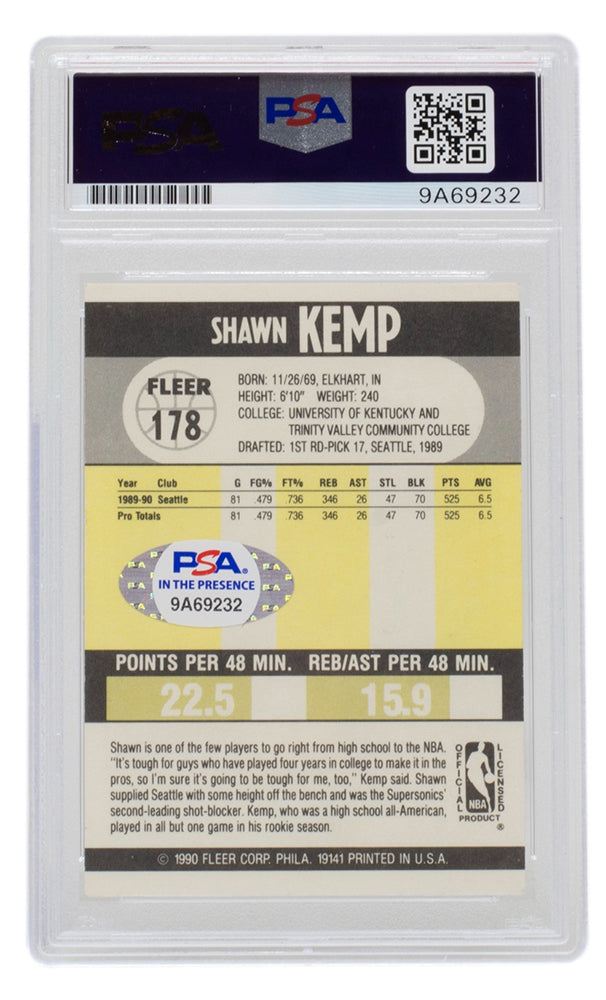 PSA PSA
9A69232
SHAWN KEMP
FLEER
178
BORN: 11/26/69, ELKHART, IN
HEIGHT: 6'10" WEIGHT: 240
COLLEGE: UNIVERSITY OF KENTUCKY AND
TRINITY VALLEY COMMUNITY COLLEGE
DRAFTED: 1ST RD-PICK 17, SEATTLE, 1989
Year Club G FG% FT% REB AST STL BLK PTS AVG
1989-90 Seattle 81 .479 .736 346 26 47 70 525 6.5
Pro Totals 81 .479 .736 346 26 47 70 525 6.5
PSA®
IN THE PRESENCE
9A69232
POINTS PER 48 MIN. REB/AST PER 48 MIN.
22.5 15.9
Shawn is one of the few players to go right from high school to the NBA.
"It's tough for guys who have played four years in college to make it in the
pros, so I'm sure it's going to be tough for me, too," Kemp said. Shawn
supplied Seattle with some height off the bench and was the Supersonics'
second-leading shot-blocker. Kemp, who was a high school all-American,
played in all but one game in his rookie season.
OFFICIAL
NBA
LICENSED
PRODUCT ®
© 1990 FLEER CORP. PHILA. 19141 PRINTED IN U.S.A.